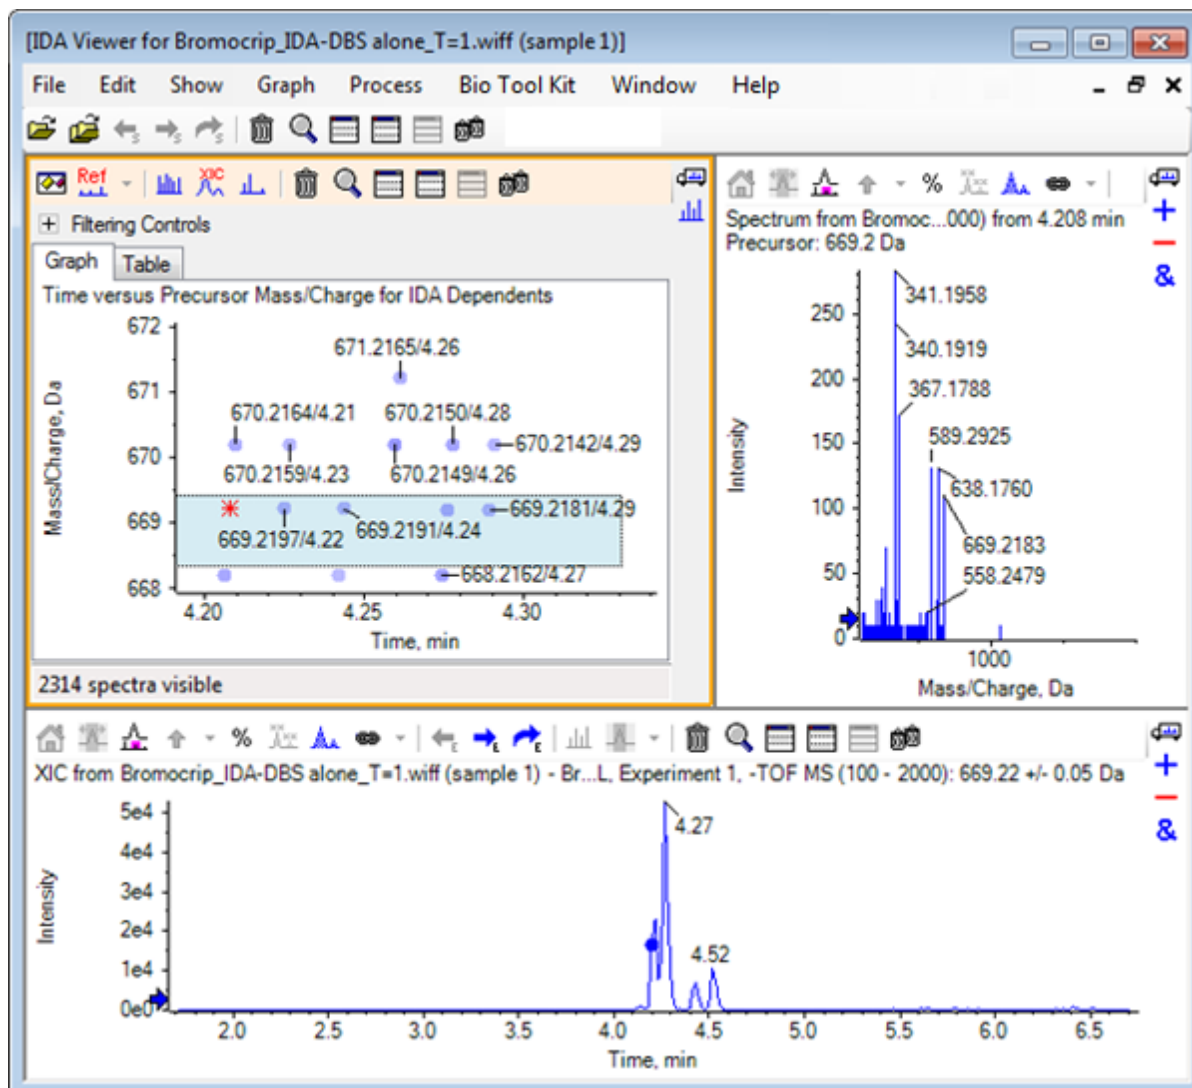 [IDA Viewer for Bromocrip_IDA-DBS alone_T=1.wiff (sample 1)]
File Edit Show Graph Process Bio Tool Kit Window Help
Ref XIC
Filtering Controls
Graph Table
Time versus Precursor Mass/Charge for IDA Dependents
Mass/Charge, Da
672
671
670
669
668
671.2165/4.26
670.2164/4.21 670.2150/4.28
670.2142/4.29
670.2159/4.23 670.2149/4.26
669.2181/4.29
669.2197/4.22 669.2191/4.24
668.2162/4.27
4.20 4.25 4.30
Time, min
2314 spectra visible
%
&
Spectrum from Bromoc...000) from 4.208 min
Precursor: 669.2 Da
Intensity
250
200
150
100
50
0
341.1958
340.1919
367.1788
589.2925
638.1760
669.2183
558.2479
1000
Mass/Charge, Da
%
&
XIC from Bromocrip_IDA-DBS alone_T=1.wiff (sample 1) - Br...L, Experiment 1, -TOF MS (100 - 2000): 669.22 +/- 0.05 Da
Intensity
5e4
4e4
3e4
2e4
1e4
0e0
4.27
4.52
2.0 2.5 3.0 3.5 4.0 4.5 5.0 5.5 6.0 6.5
Time, min